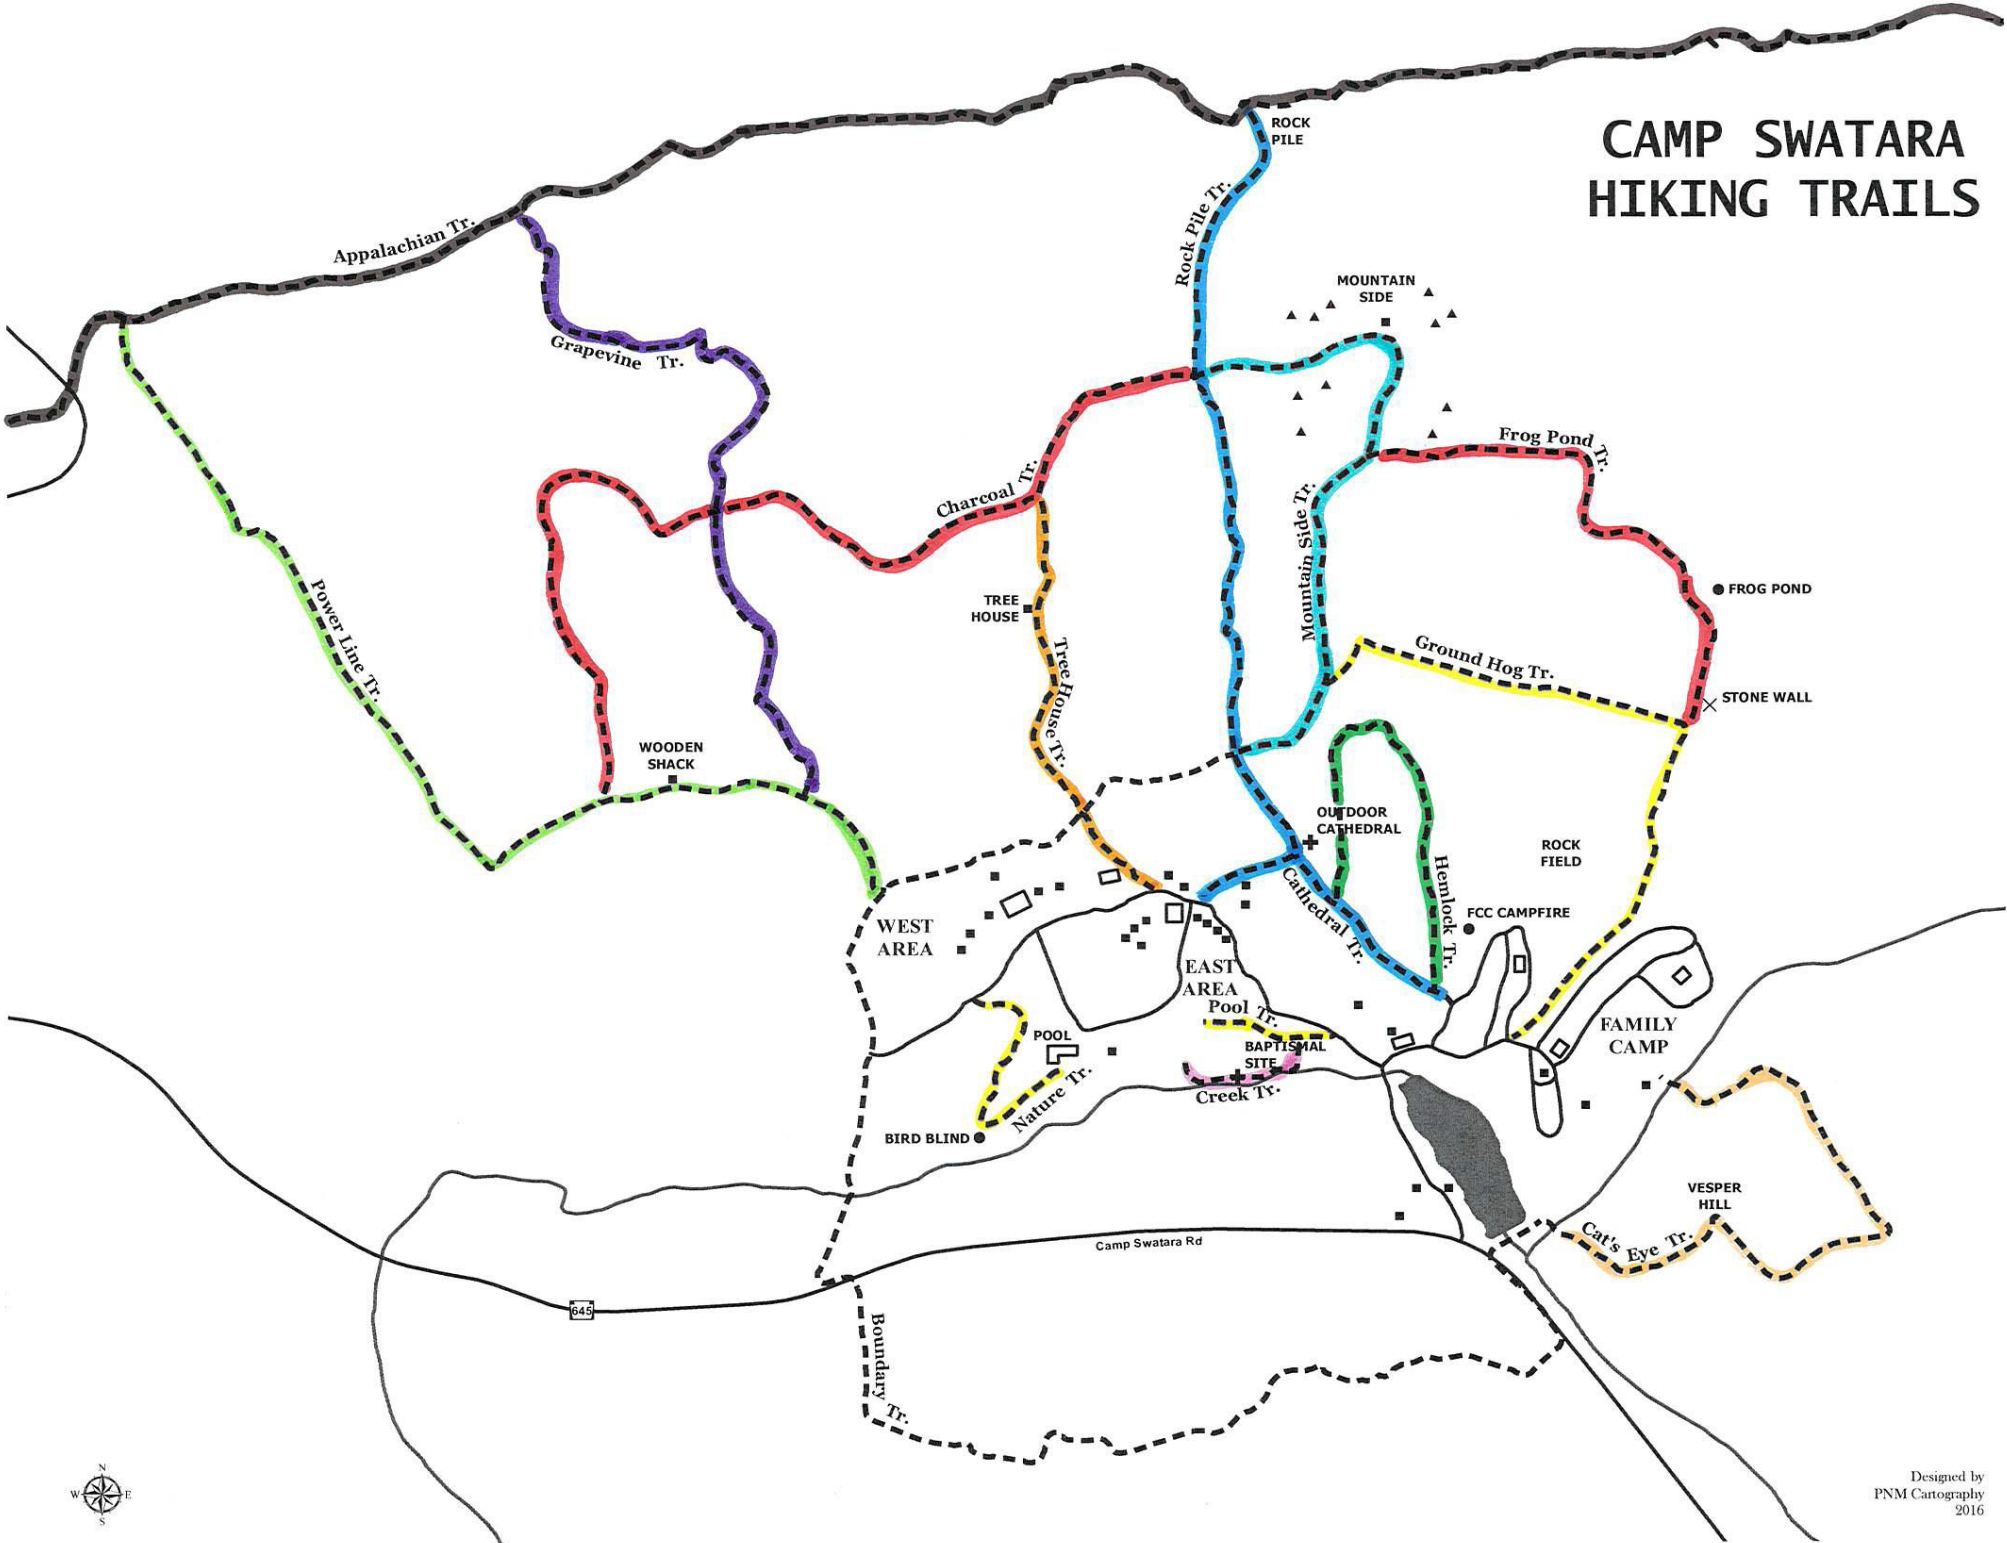 CAMP SWATARA
HIKING TRAILS
ROCK
PILE
Rock Pile Tr.
Appalachian Tr.
MOUNTAIN
SIDE
Grapevine Tr.
Frog Pond Tr.
Charcoal Tr.
Mountain Side Tr.
Power Line Tr.
TREE
HOUSE
FROG POND
Tree House Tr.
Ground Hog Tr.
STONE WALL
WOODEN
SHACK
OUTDOOR
CATHEDRAL
ROCK
FIELD
Hemlock Tr.
Cathedral Tr.
FCC CAMPFIRE
WEST
AREA
EAST
AREA
Pool Tr.
FAMILY
CAMP
POOL
BAPTISMAL
SITE
Creek Tr.
Nature Tr.
BIRD BLIND
VESPER
HILL
Cat's Eye Tr.
Camp Swatara Rd
645
Boundary Tr.
N
W
E
S
Designed by
PNM Cartography
2016